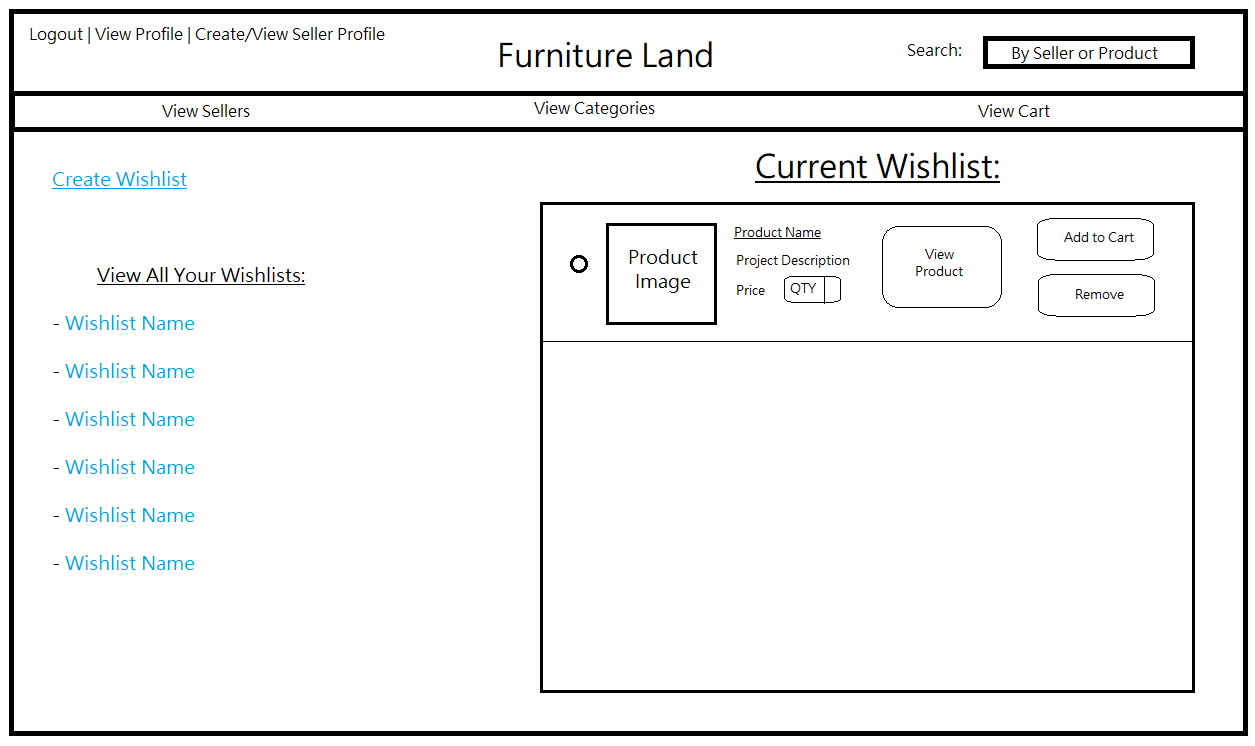 Logout | View Profile | Create/View Seller Profile
Furniture Land
Search:
By Seller or Product
View Sellers
View Categories
View Cart
Create Wishlist
View All Your Wishlists:
- Wishlist Name
- Wishlist Name
- Wishlist Name
- Wishlist Name
- Wishlist Name
- Wishlist Name
Current Wishlist:
Product
Image
Product Name
Project Description
Price
QTY
View
Product
Add to Cart
Remove